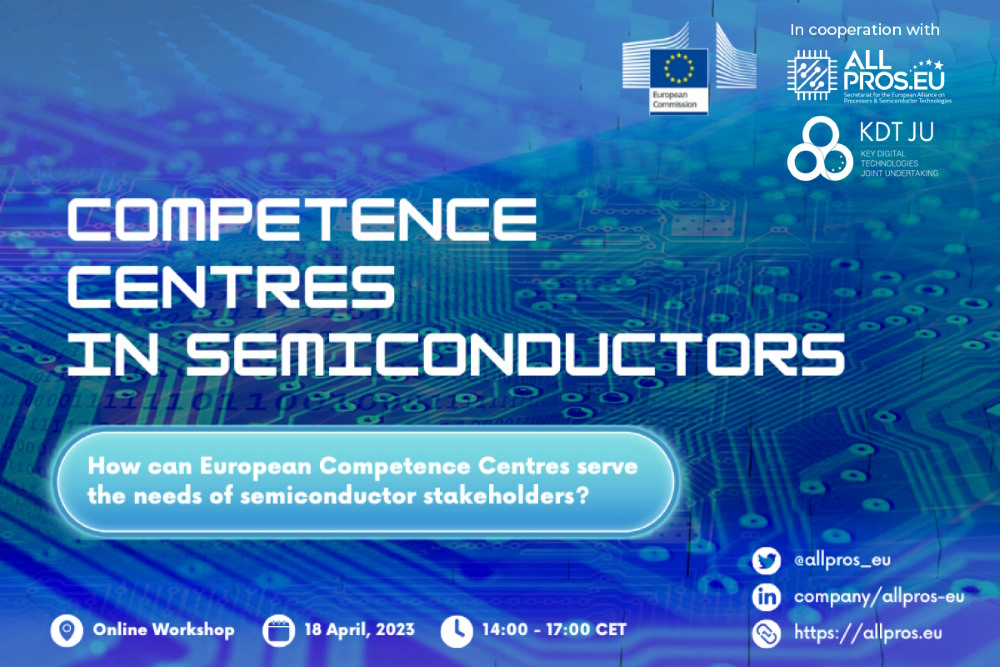 In cooperation with
European
Commission
ALL
PROS.EU
Secretariat for the European Alliance on
Processors & Semiconductor Technologies
KDT JU
KEY DIGITAL
TECHNOLOGIES
JOINT UNDERTAKING
COMPETENCE
CENTRES
IN SEMICONDUCTORS
How can European Competence Centres serve
the needs of semiconductor stakeholders?
@allpros_eu
company/allpros-eu
https://allpros.eu
Online Workshop
18 April, 2023
14:00 - 17:00 CET